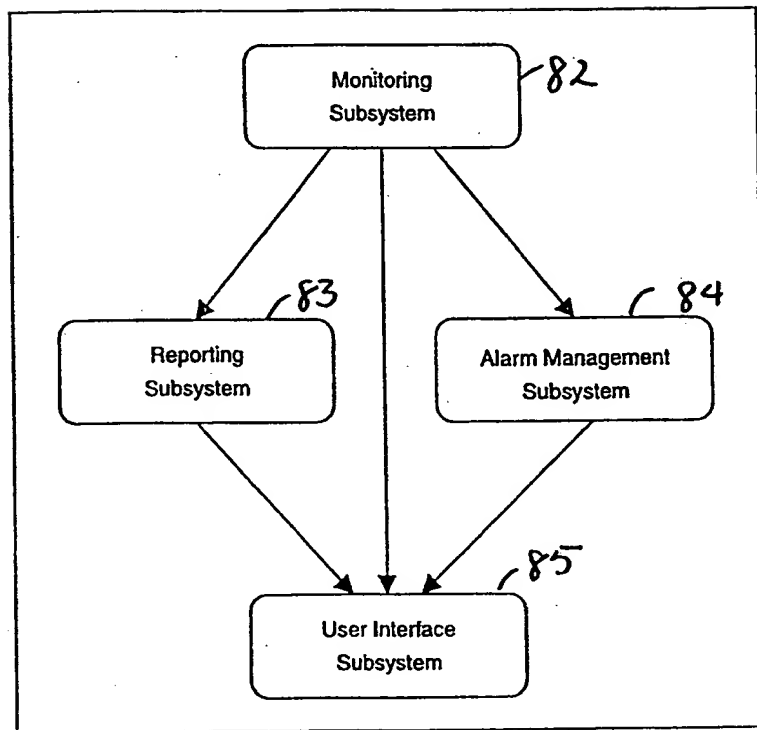 Monitoring
Subsystem
82
83
84
Reporting
Subsystem
Alarm Management
Subsystem
85
User Interface
Subsystem